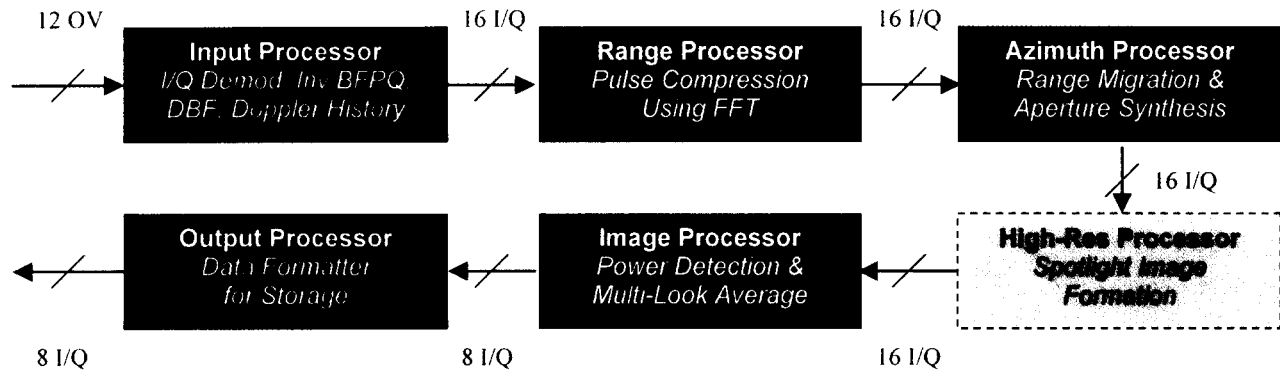 12 OV
16 I/Q
16 I/Q
Input Processor
I/Q Demod, Inv BFPQ,
DBF, Doppler History
Range Processor
Pulse Compression
Using FFT
Azimuth Processor
Range Migration &
Aperture Synthesis
16 I/Q
Output Processor
Data Formatter
for Storage
Image Processor
Power Detection &
Multi-Look Average
High-Res Processor
Spotlight Image
Formation
8 I/Q
8 I/Q
16 I/Q